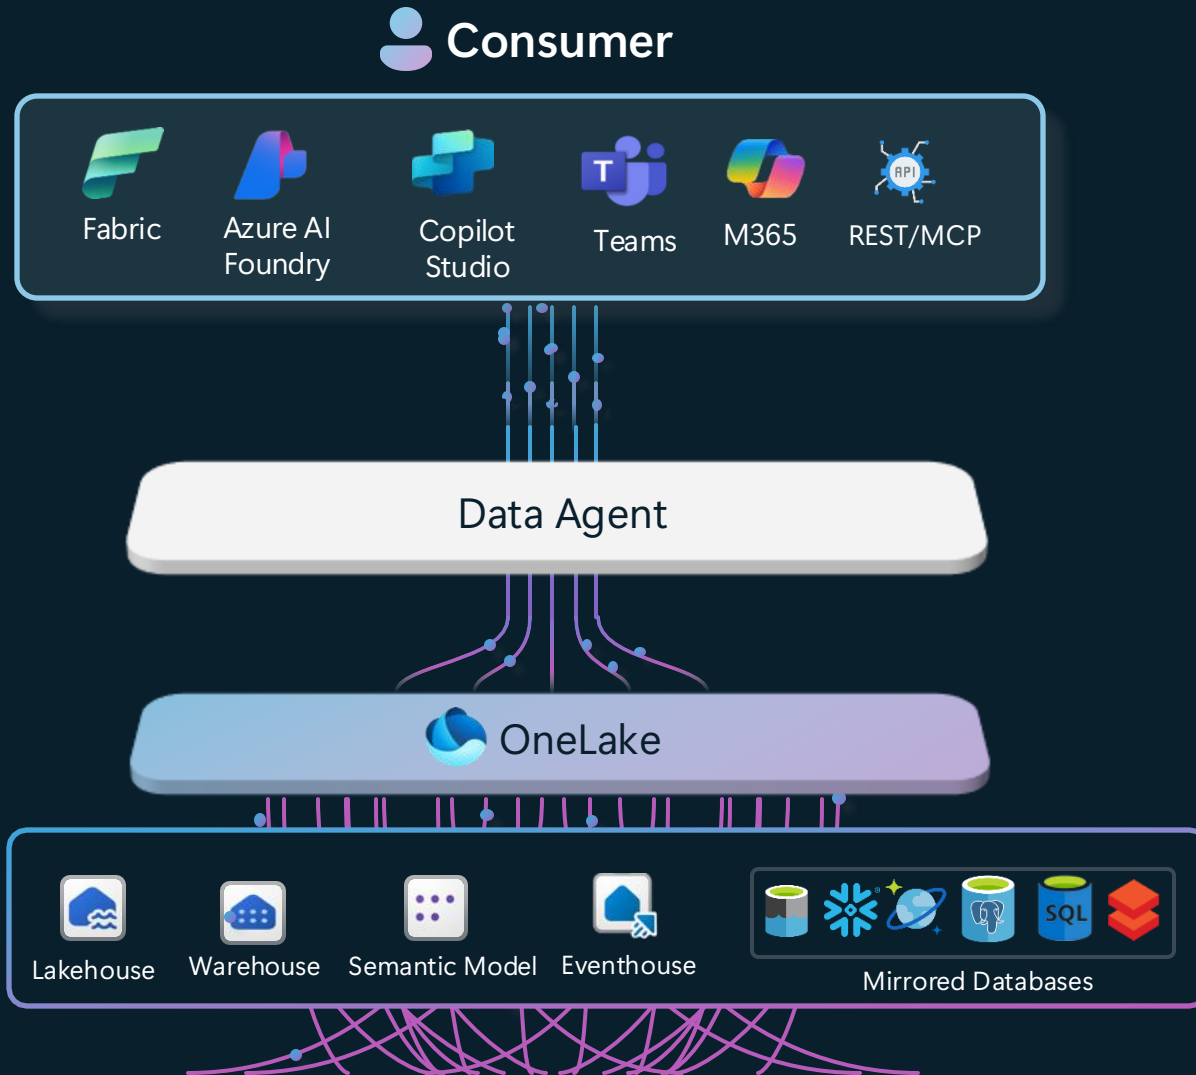 Consumer
Fabric
Azure AI
Foundry
Copilot
Studio
T
Teams
M365
API
REST/MCP
Data Agent
OneLake
Lakehouse
Warehouse
Semantic Model
Eventhouse
SQL
Mirrored Databases